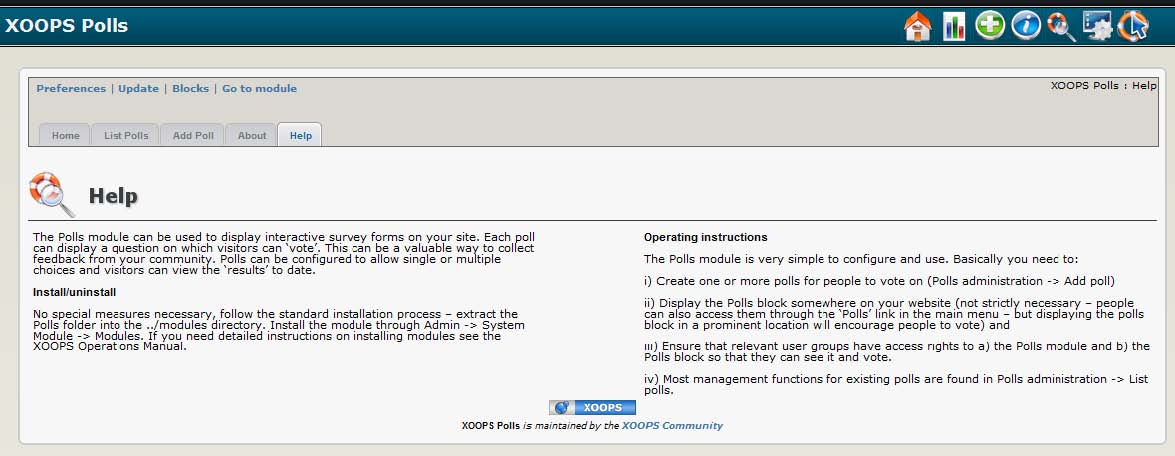 XOOPS Polls
Preferences | Update | Blocks | Go to module
XOOPS Polls : Help
Home
List Polls
Add Poll
About
Help
Help
The Polls module can be used to display interactive survey forms on your site. Each poll
can display a question on which visitors can ‘vote’. This can be a valuable way to collect
feedback from your community. Polls can be configured to allow single or multiple
choices and visitors can view the ‘results’ to date.
Install/uninstall
No special measures necessary, follow the standard installation process – extract the
Polls folder into the ../modules directory. Install the module through Admin -> System
Module -> Modules. If you need detailed instructions on installing modules see the
XOOPS Operations Manual.
Operating instructions
The Polls module is very simple to configure and use. Basically you need to:
i) Create one or more polls for people to vote on (Polls administration -> Add poll)
ii) Display the Polls block somewhere on your website (not strictly necessary – people
can also access them through the ‘Polls’ link in the main menu – but displaying the polls
block in a prominent location will encourage people to vote) and
iii) Ensure that relevant user groups have access rights to a) the Polls module and b) the
Polls block so that they can see it and vote.
iv) Most management functions for existing polls are found in Polls administration -> List
polls.
XOOPS
XOOPS Polls is maintained by the XOOPS Community